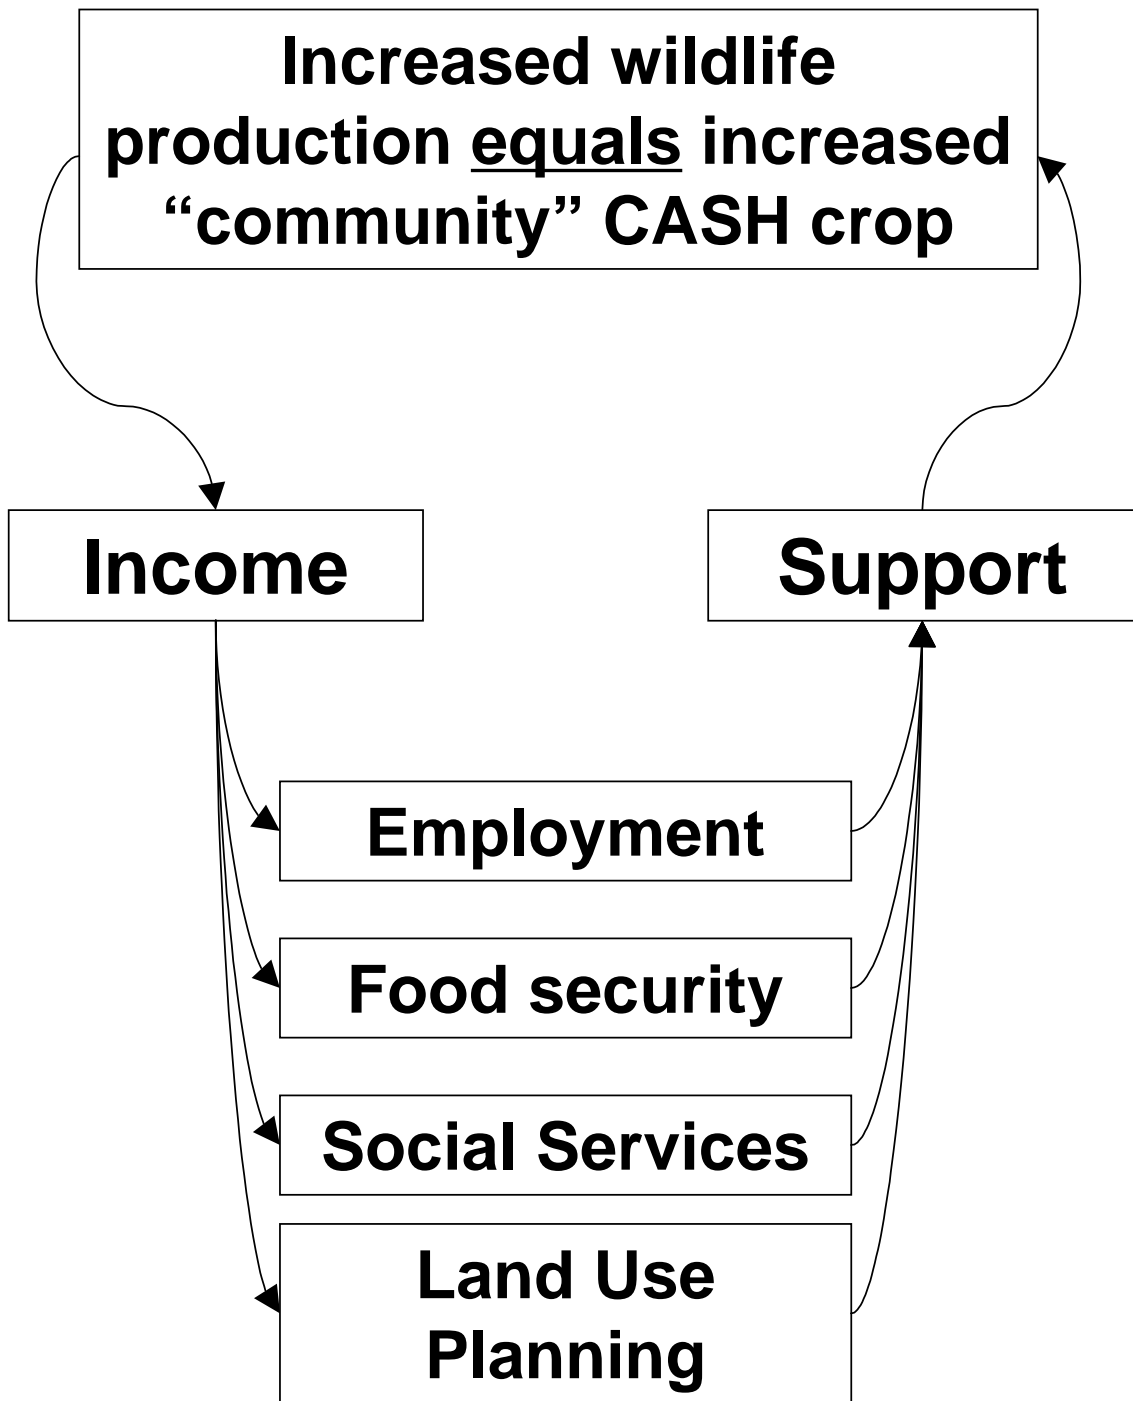 Increased wildlife
production equals increased
“community” CASH crop
Income
Support
Employment
Food security
Social Services
Land Use
Planning